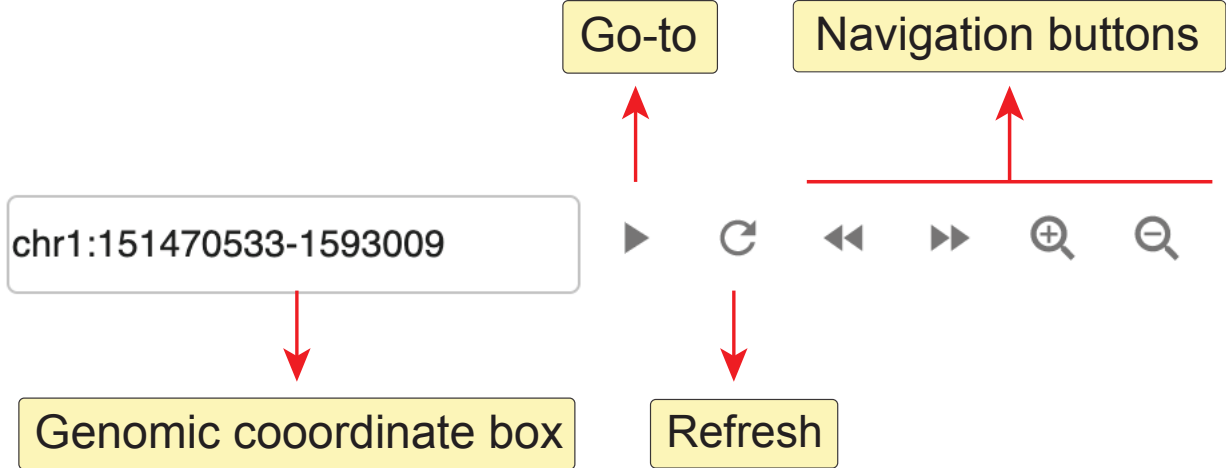 Go-to
Navigation buttons
chr1:151470533-1593009
Genomic cooordinate box
Refresh